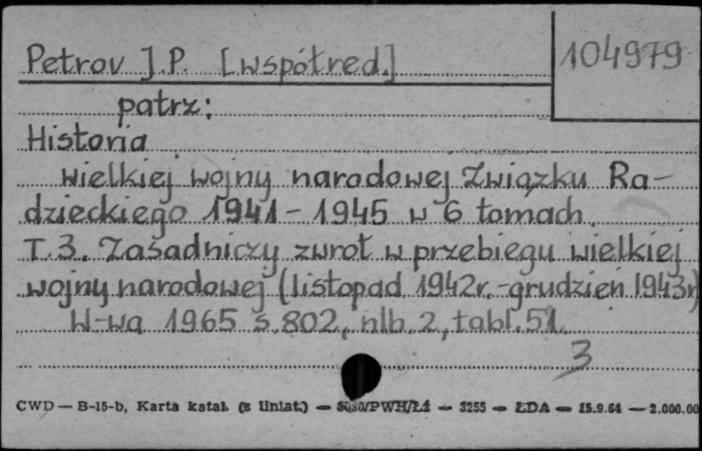 Petrov J.P. [współred.]
104979
patrz:
Historia
wielkiej wojny narodowej Związku Ra-
dzieckiego 1941 - 1945 w 6 tomach.
T. 3. Zasadniczy zwrot w przebiegu wielkiej
wojny narodowej (listopad 1942r.-grudzień 1943r)
W-wa 1965 s. 802, nlb. 2, tabl. 51.
3
CWD — B-15-b, Karta katal. (z liniat.) — 5030/PWH/Łź — 3255 — ŁDA — 15.9.64 — 2.000.00